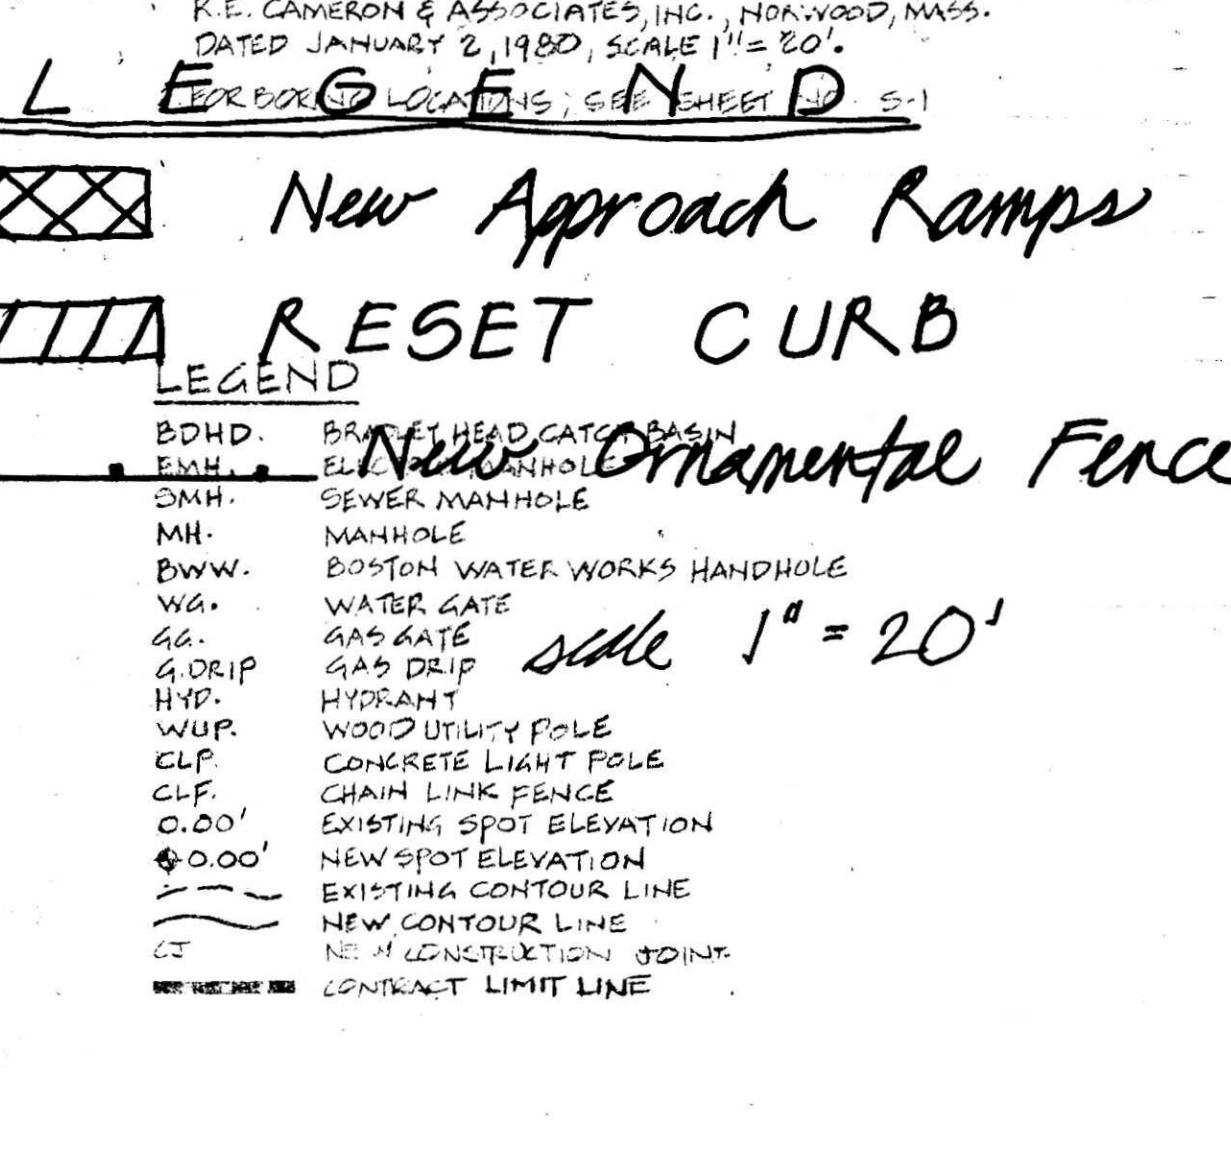 R.E. CAMERON & ASSOCIATES, INC., NORWOOD, MASS.
DATED JANUARY 2, 1980, SCALE 1"= 20'.
LEGEND
FOR BORING LOCATIONS, SEE SHEET NO. S-1
New Approach Ramps
RESET CURB
LEGEND
BDHD. BRADLEY HEAD CATCH BASIN
New Ornamental Fence
EMH. ELECTRIC MANHOLE
SMH. SEWER MANHOLE
MH. MANHOLE
BWW. BOSTON WATER WORKS HANDHOLE
WG. WATER GATE
GG. GAS GATE
scale 1" = 20'
G.DRIP GAS DRIP
HYD. HYDRANT
WUP. WOOD UTILITY POLE
CLP. CONCRETE LIGHT POLE
CLF. CHAIN LINK FENCE
0.00' EXISTING SPOT ELEVATION
0.00' NEW SPOT ELEVATION
EXISTING CONTOUR LINE
NEW CONTOUR LINE
CJ NEW CONSTRUCTION JOINT
CONTRACT LIMIT LINE